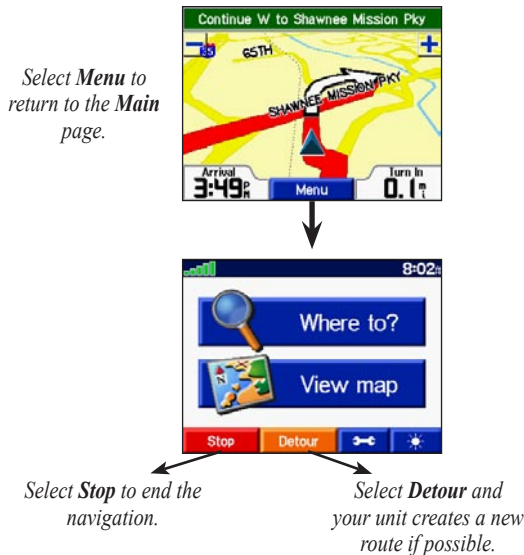 Continue W to Shawnee Mission Pky
65TH
SHAWNEE MISSION PKY
Select Menu to
return to the Main
page.
Arrival
3:49 PM
Menu
Turn In
0.1 mi
8:02
Where to?
N
View map
Stop
Detour
Select Stop to end the
navigation.
Select Detour and
your unit creates a new
route if possible.